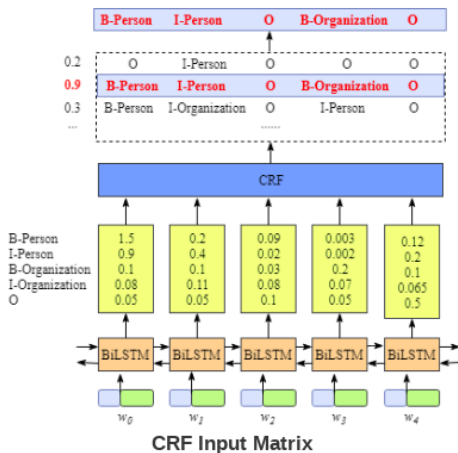 B-Person I-Person O B-Organization O
0.2 O I-Person O O O
0.9 B-Person I-Person O B-Organization O
0.3 B-Person I-Organization O I-Person O
... ......
CRF
B-Person 1.5 0.2 0.09 0.003 0.12
I-Person 0.9 0.4 0.02 0.002 0.2
B-Organization 0.1 0.1 0.03 0.2 0.1
I-Organization 0.08 0.11 0.08 0.07 0.065
O 0.05 0.05 0.1 0.05 0.5
BiLSTM BiLSTM BiLSTM BiLSTM BiLSTM
w0 w1 w2 w3 w4
CRF Input Matrix